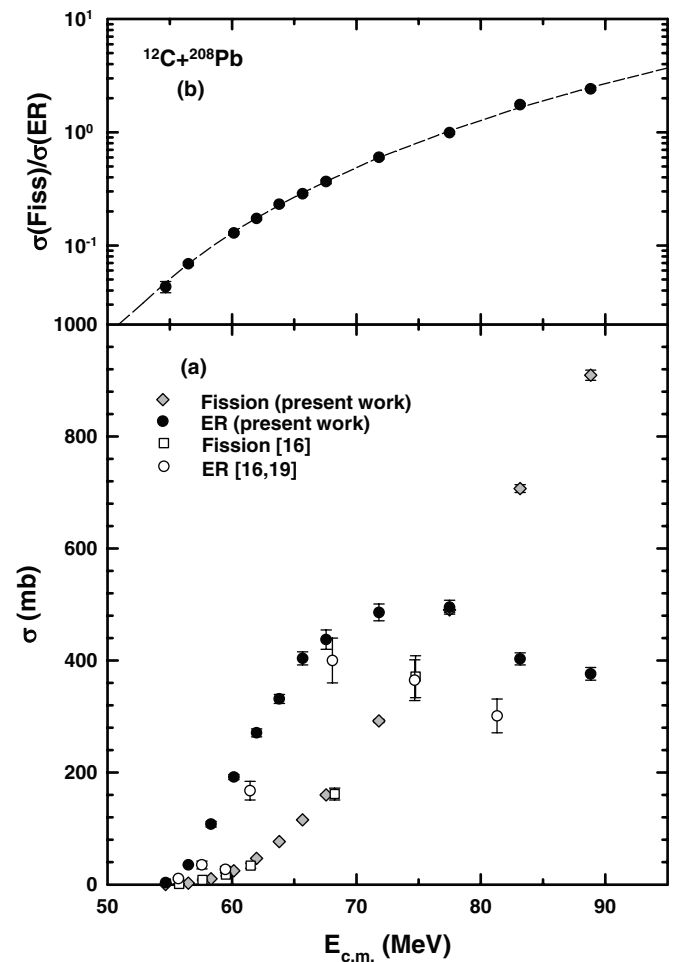 10¹
¹²C+²⁰⁸Pb
(b)
10⁰
10⁻¹
σ(Fiss)/σ(ER)
1000
(a)
Fission (present work)
ER (present work)
Fission [16]
ER [16,19]
800
600
400
200
0
σ (mb)
50 60 70 80 90
E_c.m. (MeV)